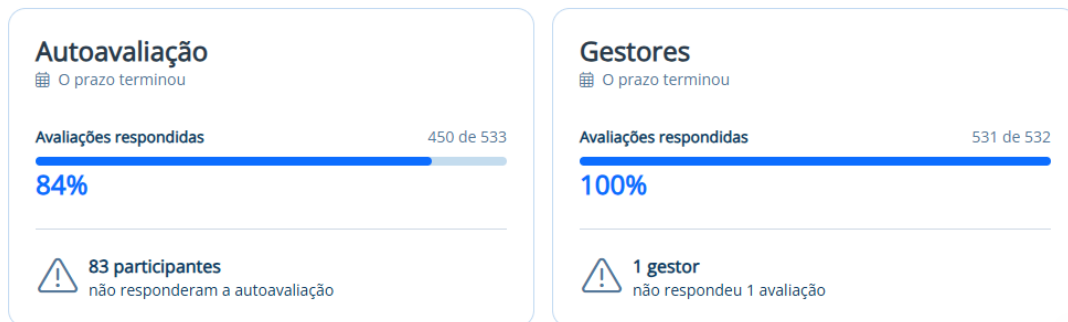 Autoavaliação
O prazo terminou
Avaliações respondidas 450 de 533
84%
83 participantes
não responderam a autoavaliação
Gestores
O prazo terminou
Avaliações respondidas 531 de 532
100%
1 gestor
não respondeu 1 avaliação